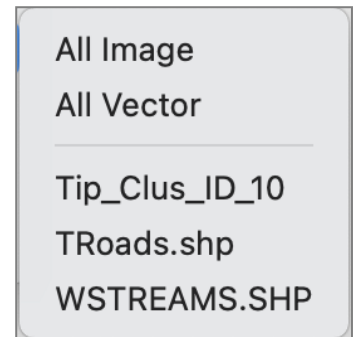 All Image
All Vector
Tip_Clus_ID_10
TRoads.shp
WSTREAMS.SHP